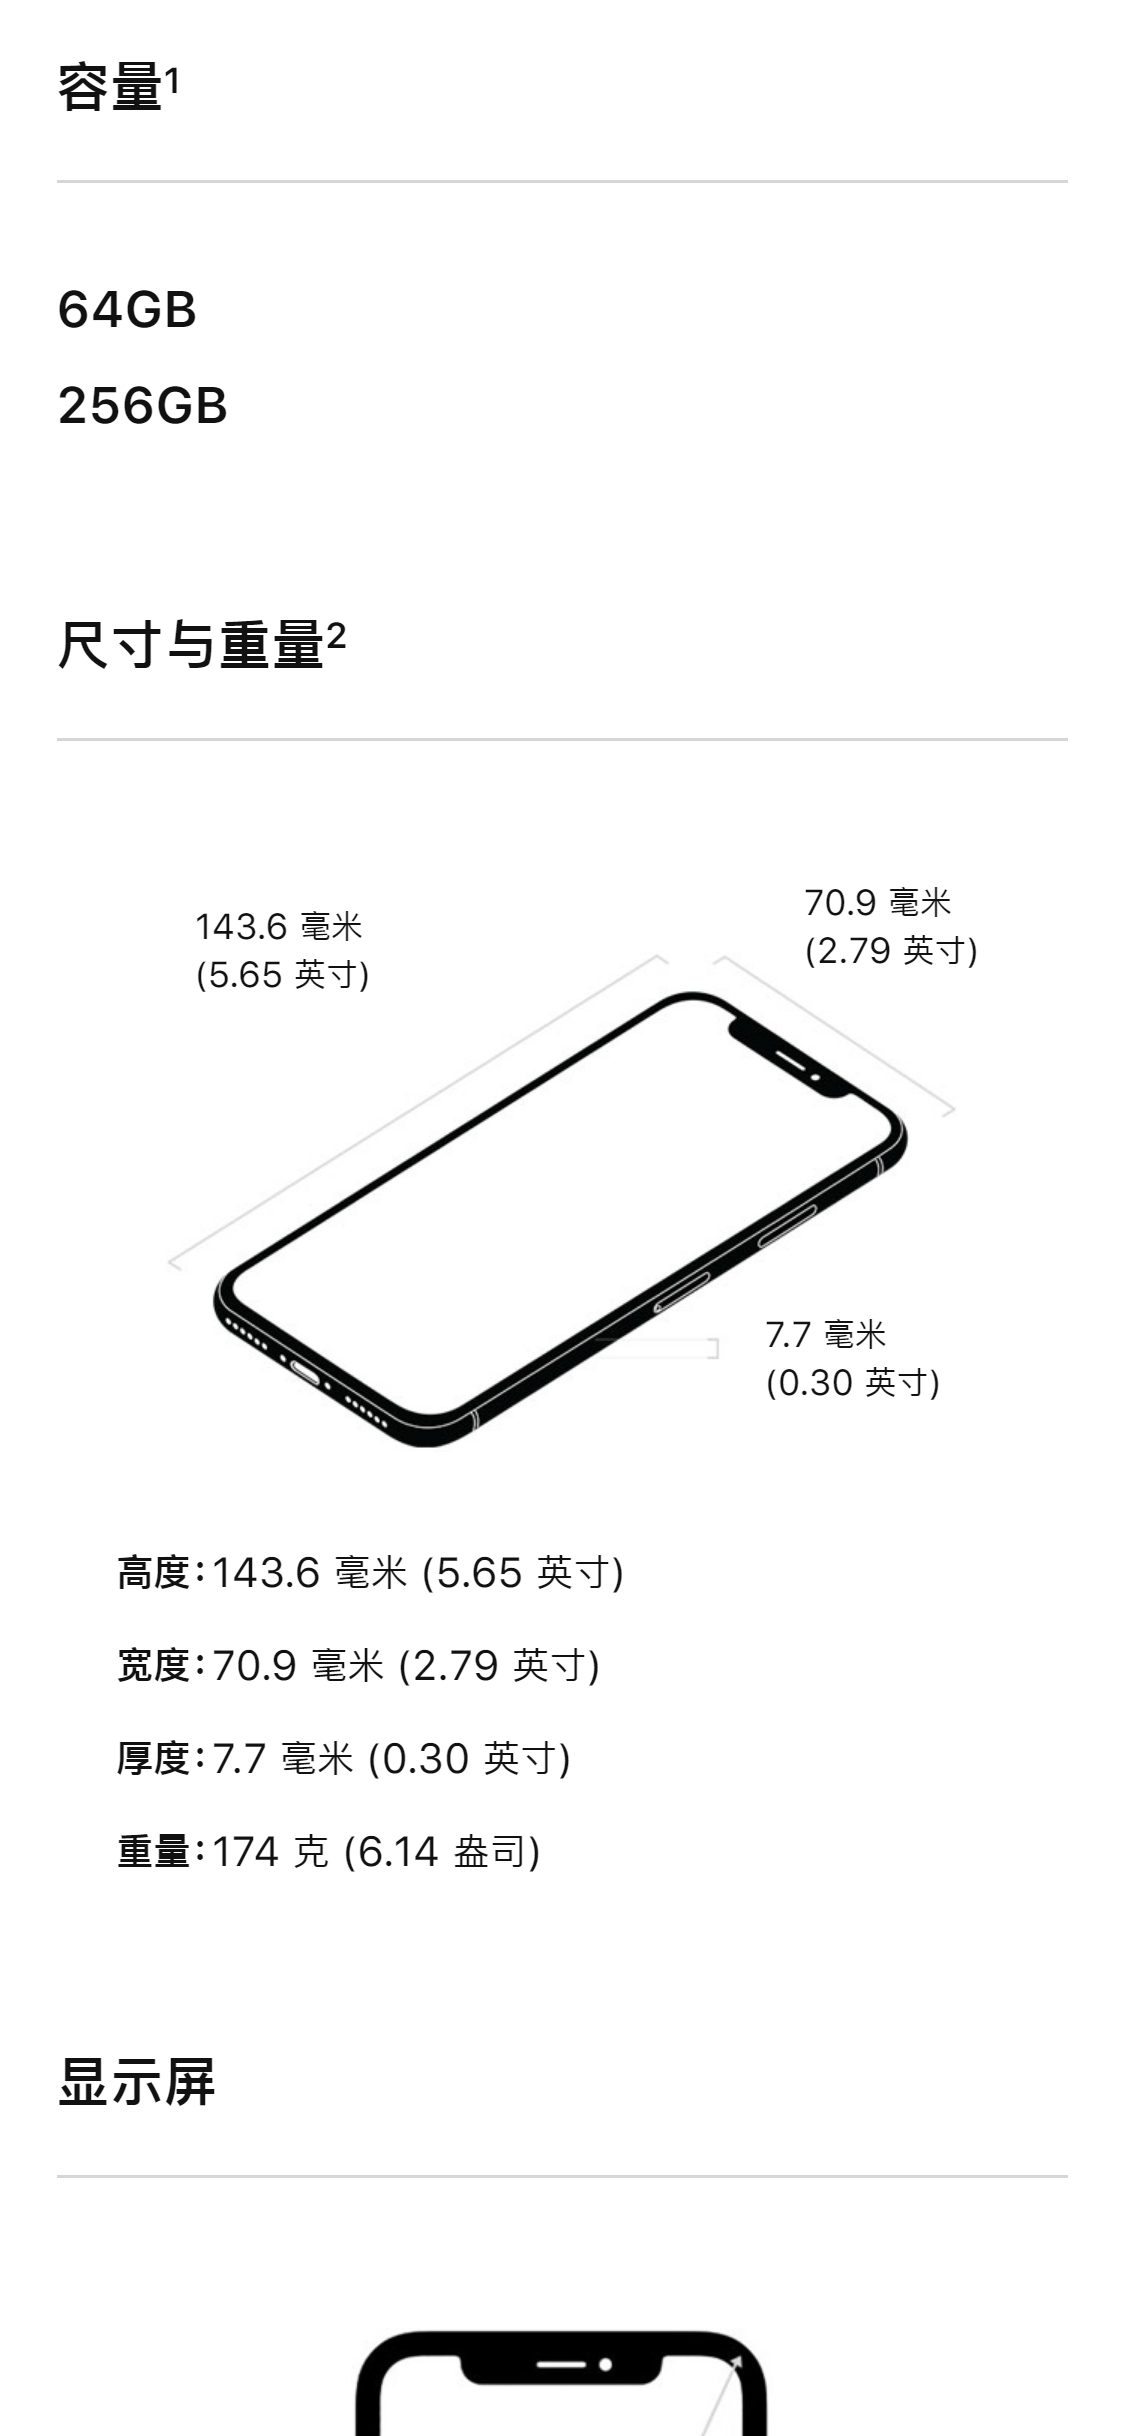 容量¹
64GB
256GB
尺寸与重量²
143.6 毫米
(5.65 英寸)
70.9 毫米
(2.79 英寸)
7.7 毫米
(0.30 英寸)
高度：143.6 毫米 (5.65 英寸)
宽度：70.9 毫米 (2.79 英寸)
厚度：7.7 毫米 (0.30 英寸)
重量：174 克 (6.14 盎司)
显示屏